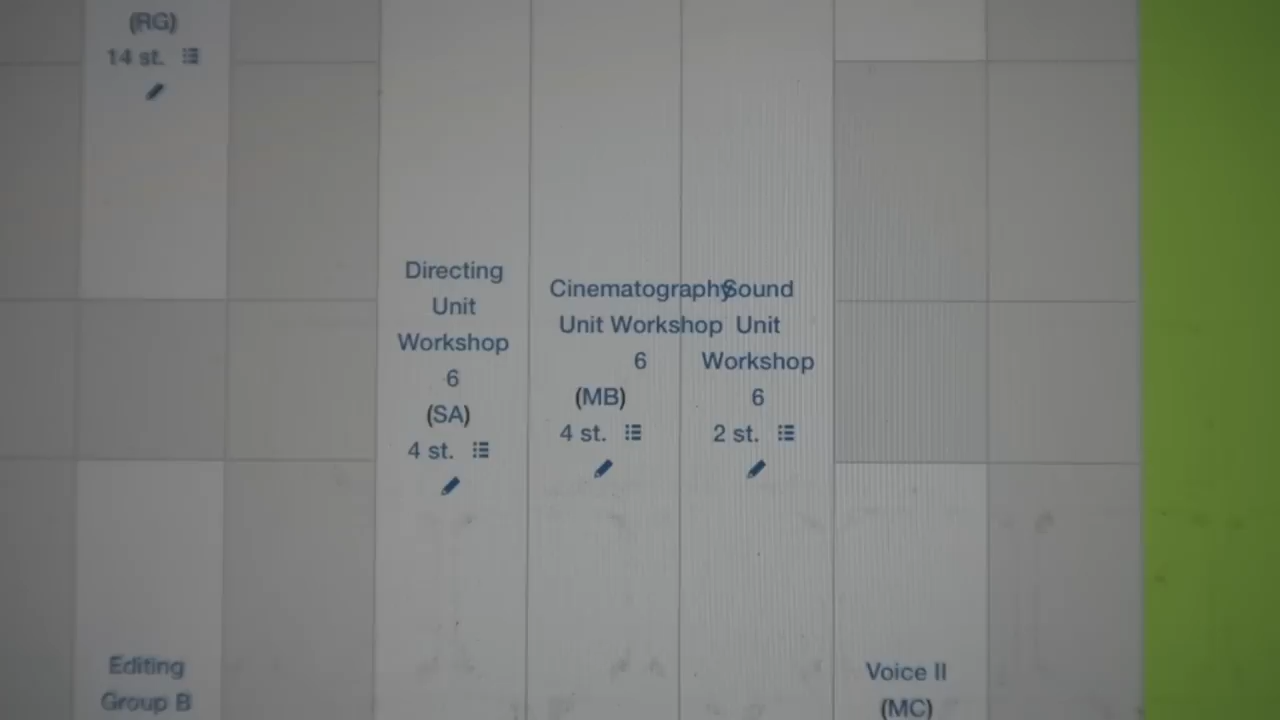 (RG)
14 st.
Directing
Unit
Workshop
6
(SA)
4 st.
Cinematography
Unit Workshop
6
(MB)
4 st.
Sound
Unit
Workshop
6
2 st.
Editing
Group B
Voice II
(MC)